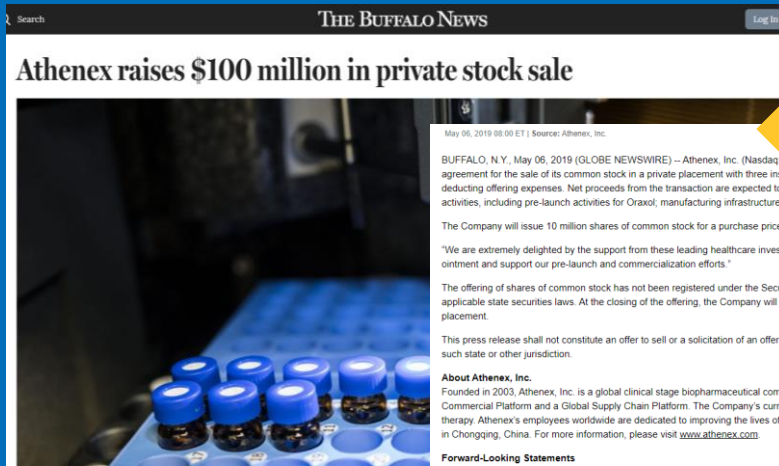 Search
THE BUFFALO NEWS
Log In
Athenex raises $100 million in private stock sale
May 06, 2019 08:00 ET | Source: Athenex, Inc.
BUFFALO, N.Y., May 06, 2019 (GLOBE NEWSWIRE) -- Athenex, Inc. (Nasdaq
agreement for the sale of its common stock in a private placement with three ins
deducting offering expenses. Net proceeds from the transaction are expected to
activities, including pre-launch activities for Oraxol; manufacturing infrastructure
The Company will issue 10 million shares of common stock for a purchase price
"We are extremely delighted by the support from these leading healthcare inves
ointment and support our pre-launch and commercialization efforts."
The offering of shares of common stock has not been registered under the Secu
applicable state securities laws. At the closing of the offering, the Company will
placement.
This press release shall not constitute an offer to sell or a solicitation of an offer
such state or other jurisdiction.
About Athenex, Inc.
Founded in 2003, Athenex, Inc. is a global clinical stage biopharmaceutical com
Commercial Platform and a Global Supply Chain Platform. The Company's curr
therapy. Athenex's employees worldwide are dedicated to improving the lives of
in Chongqing, China. For more information, please visit www.athenex.com.
Forward-Looking Statements